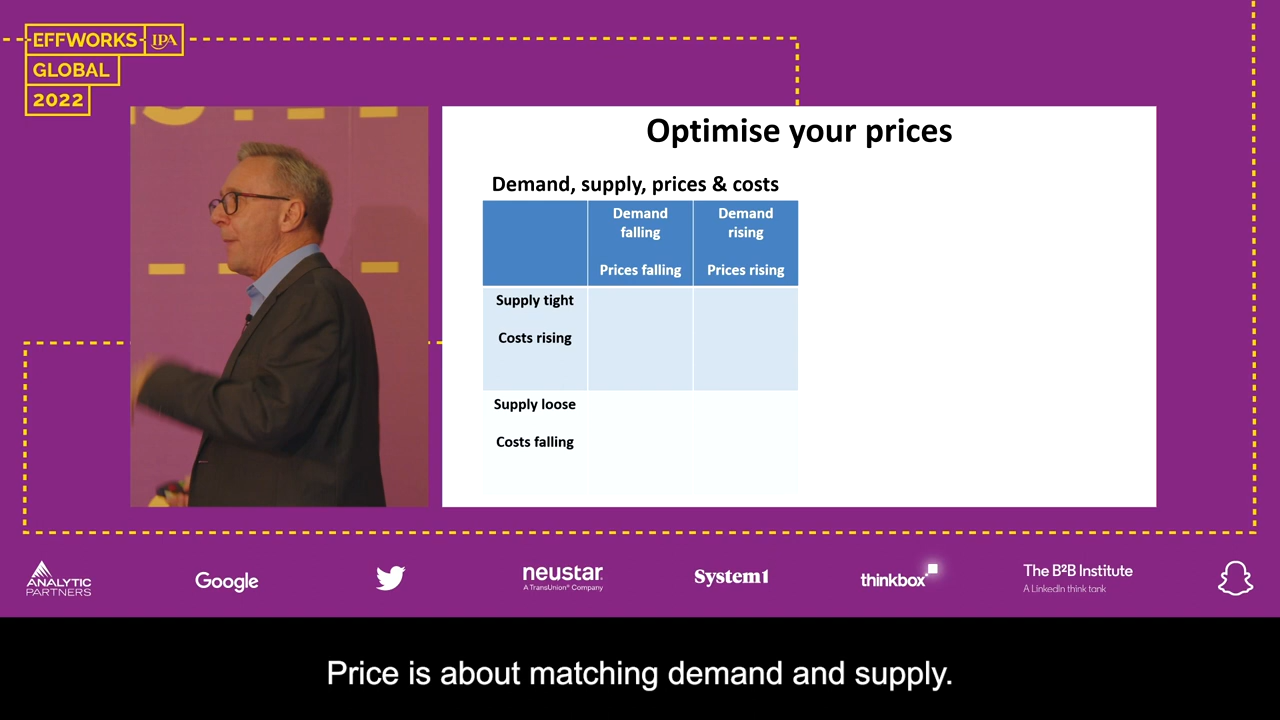 EFFWORKS IPA
GLOBAL
2022
Optimise your prices
Demand, supply, prices & costs
Demand falling
Prices falling
Demand rising
Prices rising
Supply tight
Costs rising
Supply loose
Costs falling
ANALYTIC
PARTNERS
Google
neustar
A TransUnion® Company
System1
thinkbox
The B²B Institute
A LinkedIn think tank
Price is about matching demand and supply.